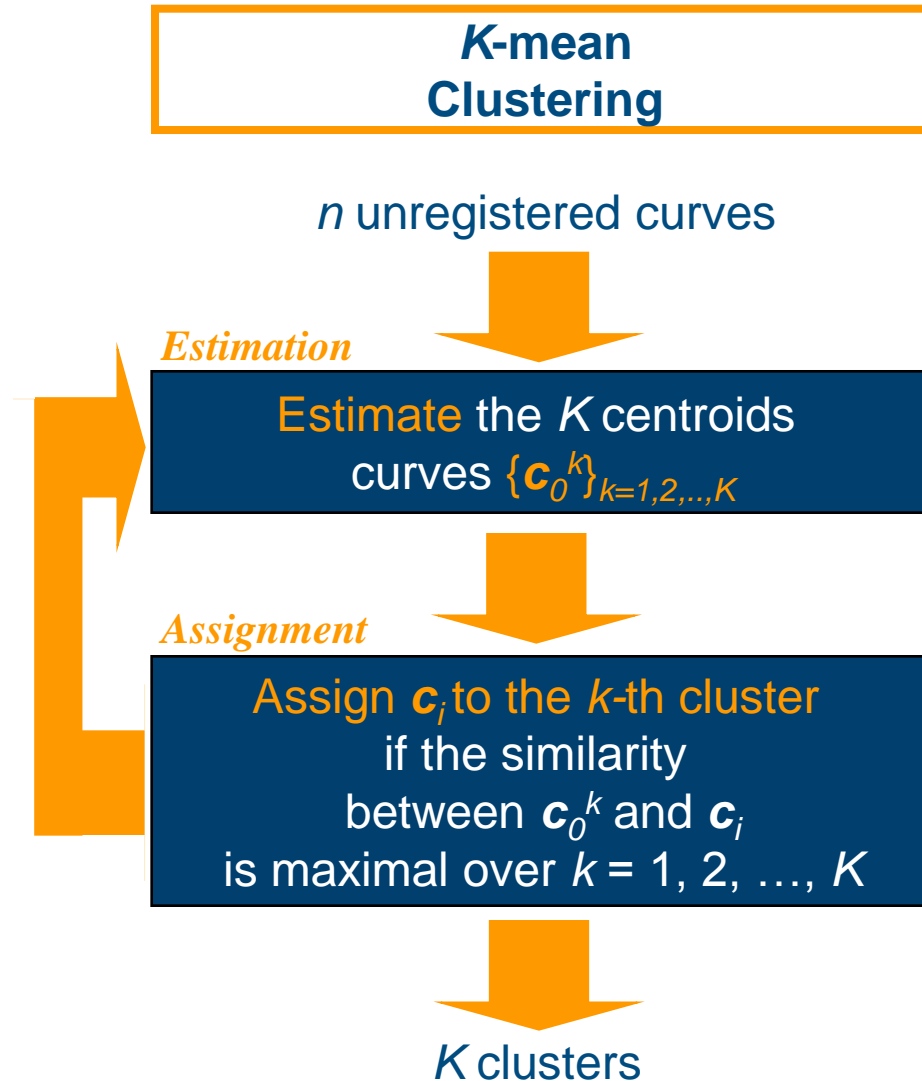 K-mean
Clustering
n unregistered curves
Estimation
Estimate the K centroids
curves {c₀ᵏ}ₖ₌₁,₂,..,K
Assignment
Assign cᵢ to the k-th cluster
if the similarity
between c₀ᵏ and cᵢ
is maximal over k = 1, 2, …, K
K clusters